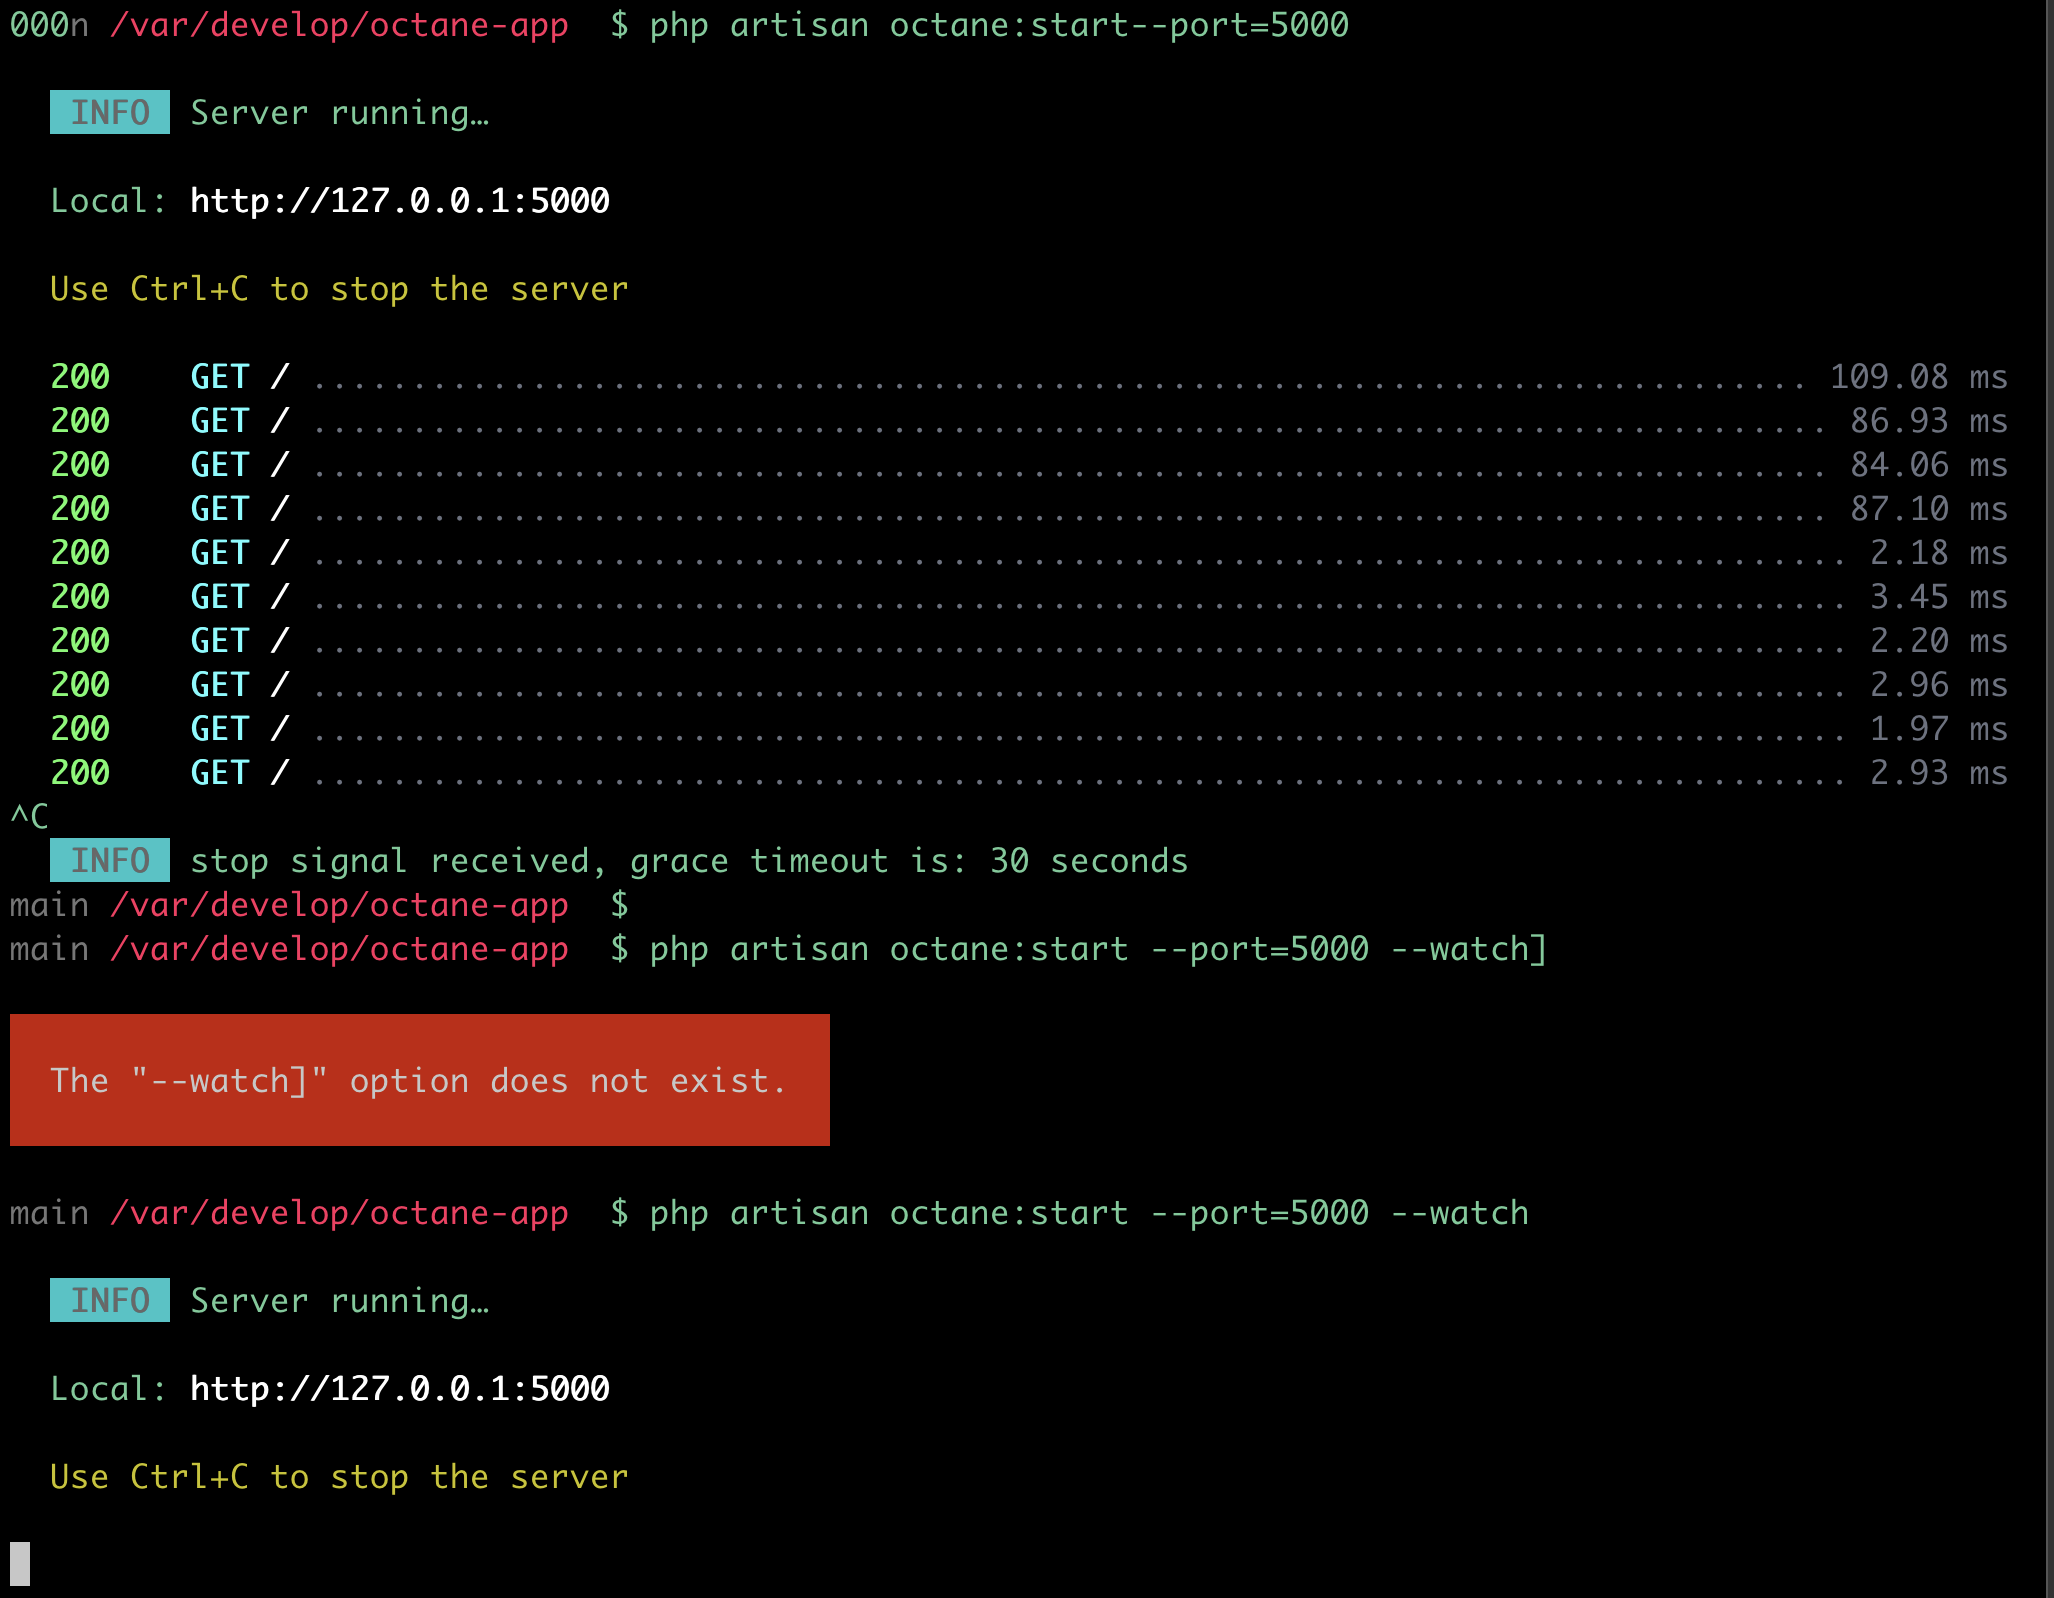 000n /var/develop/octane-app  $ php artisan octane:start--port=5000
INFO Server running…
Local: http://127.0.0.1:5000
Use Ctrl+C to stop the server
200 GET / ............................................................................ 109.08 ms
200 GET / ............................................................................. 86.93 ms
200 GET / ............................................................................. 84.06 ms
200 GET / ............................................................................. 87.10 ms
200 GET / .............................................................................. 2.18 ms
200 GET / .............................................................................. 3.45 ms
200 GET / .............................................................................. 2.20 ms
200 GET / .............................................................................. 2.96 ms
200 GET / .............................................................................. 1.97 ms
200 GET / .............................................................................. 2.93 ms
^C
INFO stop signal received, grace timeout is: 30 seconds
main /var/develop/octane-app  $
main /var/develop/octane-app  $ php artisan octane:start --port=5000 --watch]
The "--watch]" option does not exist.
main /var/develop/octane-app  $ php artisan octane:start --port=5000 --watch
INFO Server running…
Local: http://127.0.0.1:5000
Use Ctrl+C to stop the server